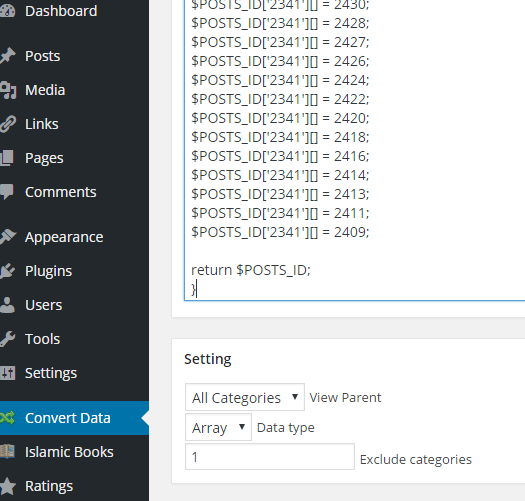 Dashboard
Posts
Media
Links
Pages
Comments
Appearance
Plugins
Users
Tools
Settings
Convert Data
Islamic Books
Ratings
$POSTS_ID['2341'][] = 2430;
$POSTS_ID['2341'][] = 2428;
$POSTS_ID['2341'][] = 2427;
$POSTS_ID['2341'][] = 2426;
$POSTS_ID['2341'][] = 2424;
$POSTS_ID['2341'][] = 2422;
$POSTS_ID['2341'][] = 2420;
$POSTS_ID['2341'][] = 2418;
$POSTS_ID['2341'][] = 2416;
$POSTS_ID['2341'][] = 2414;
$POSTS_ID['2341'][] = 2413;
$POSTS_ID['2341'][] = 2411;
$POSTS_ID['2341'][] = 2409;
return $POSTS_ID;
}
Setting
All Categories View Parent
Array Data type
1 Exclude categories